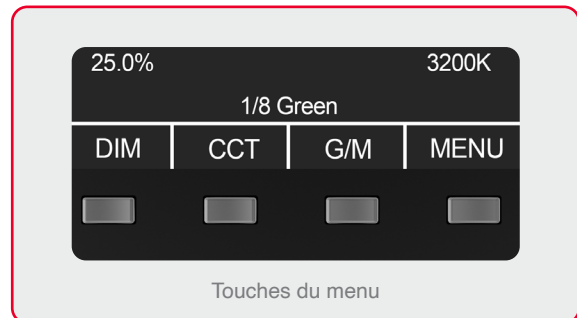 25.0% 3200K
1/8 Green
DIM CCT G/M MENU
Touches du menu